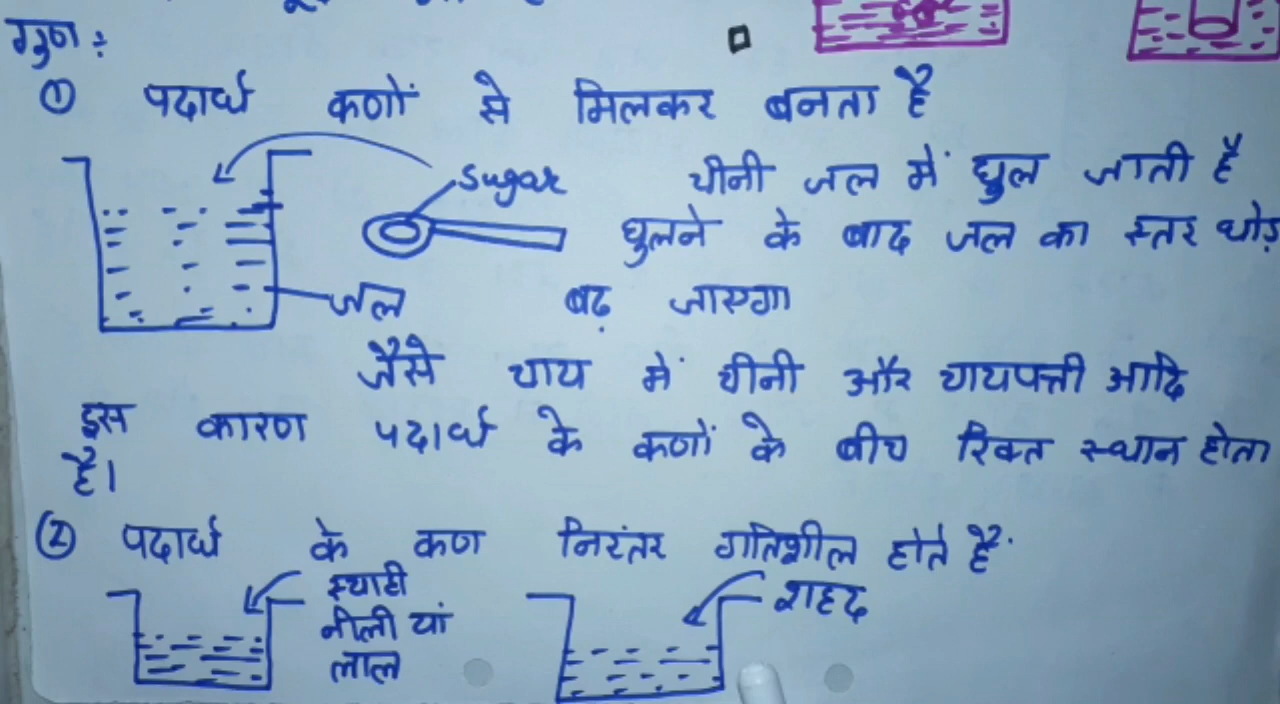 गुण :
① पदार्थ कणों से मिलकर बनता है
sugar चीनी जल में घुल जाती है
घुलने के बाद जल का स्तर थोड़
जल बढ़ जाएगा
जैसे चाय में चीनी और चायपत्ती आदि
इस कारण पदार्थ के कणों के बीच रिक्त स्थान होता
है।
② पदार्थ के कण निरंतर गतिशील होते हैं
स्याही
नीली यां
लाल
शहद